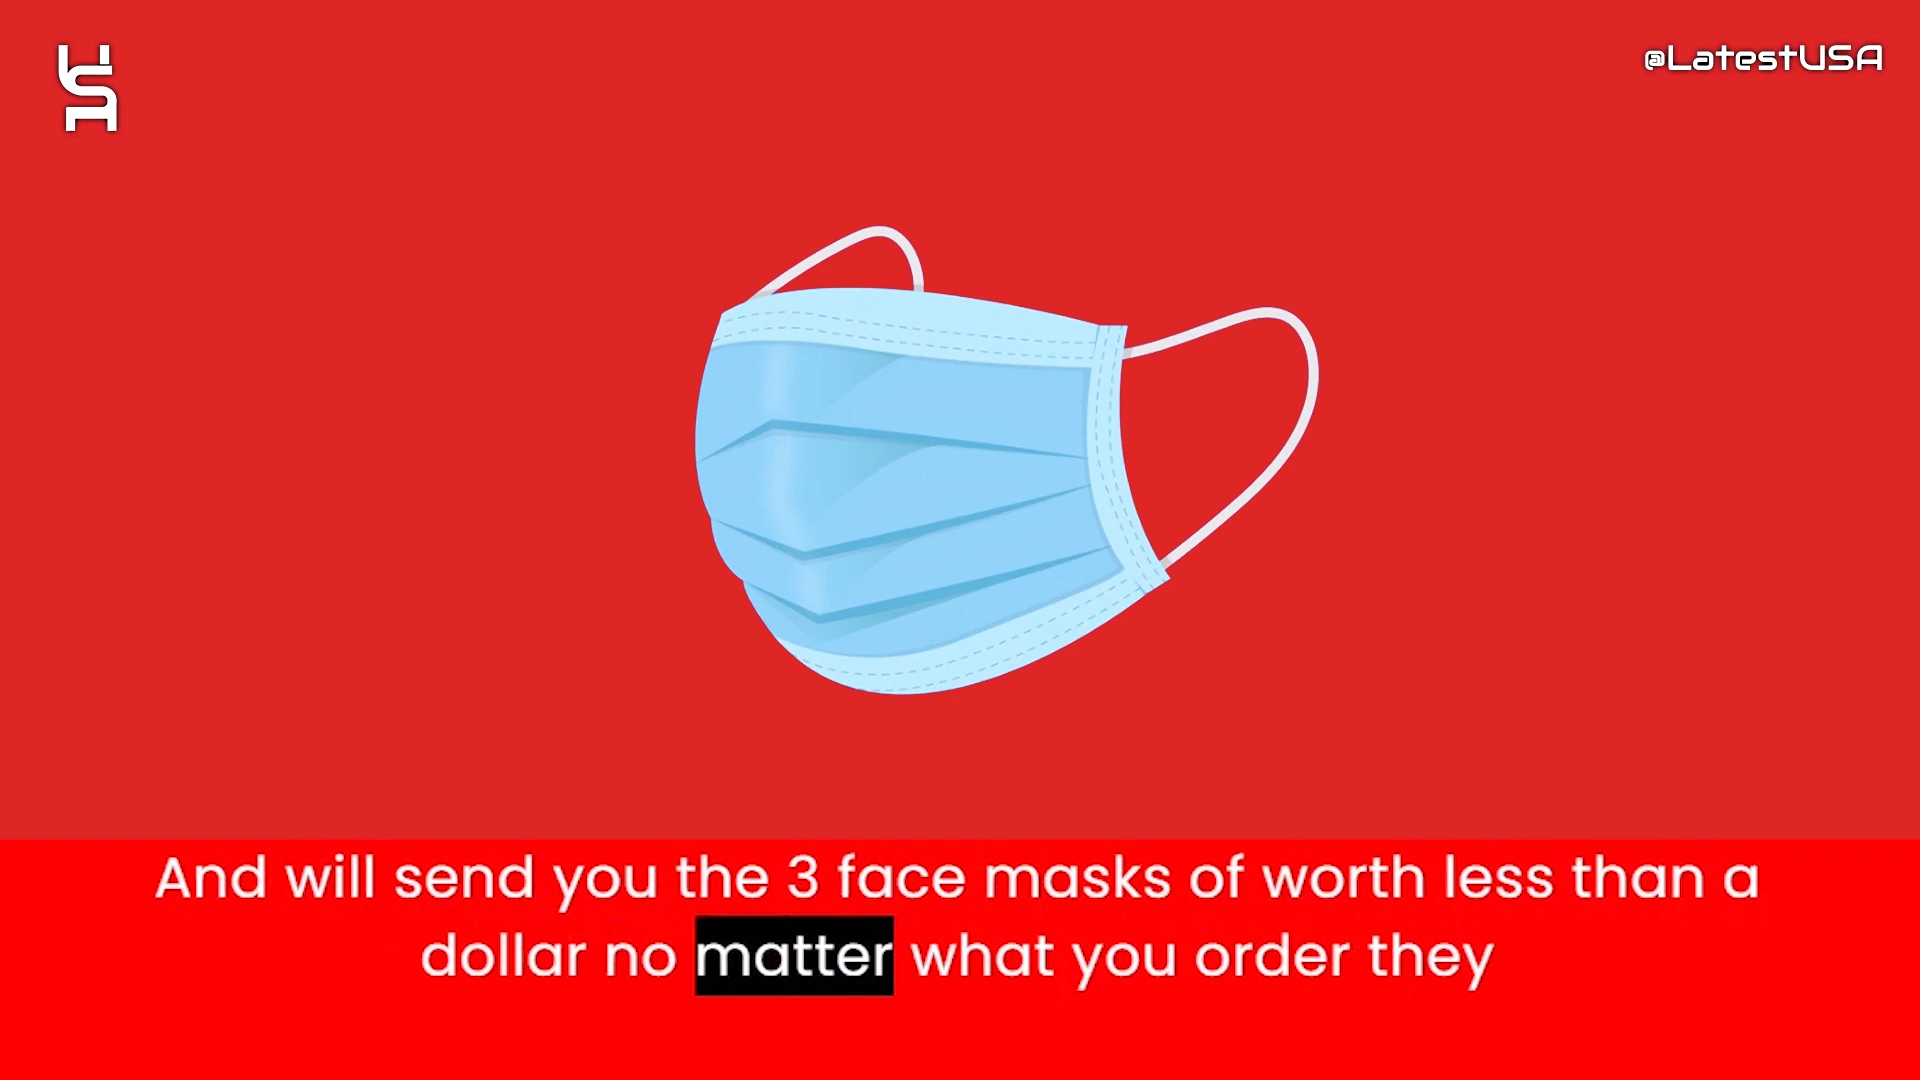 USA
@LatestUSA
And will send you the 3 face masks of worth less than a
dollar no matter what you order they